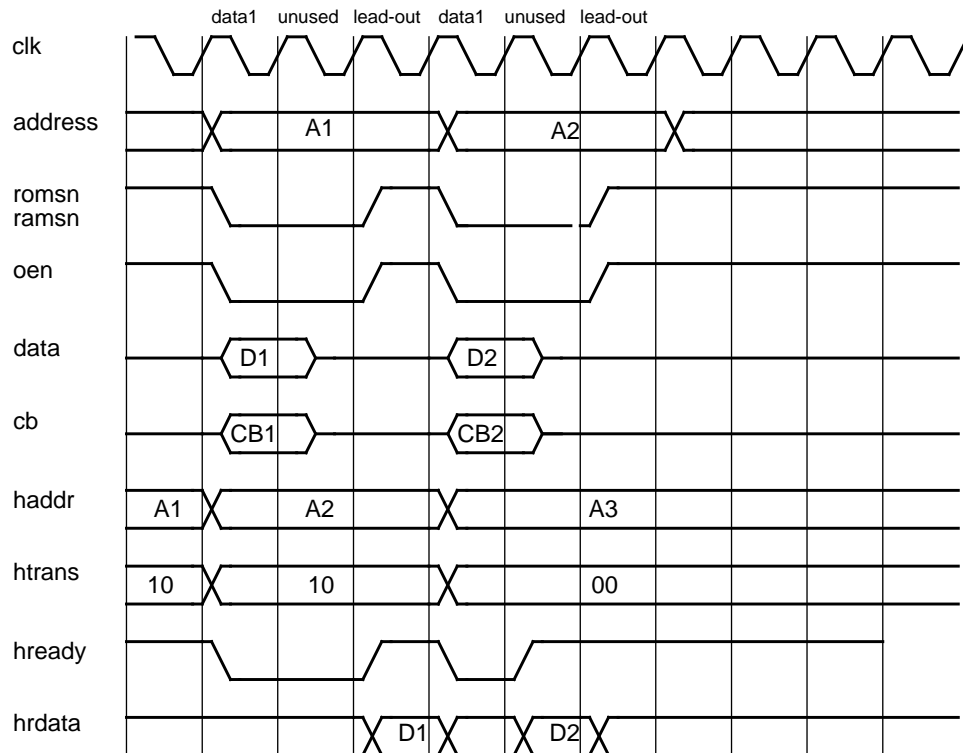 data1 unused lead-out data1 unused lead-out
clk
address A1 A2
romsn
ramsn
oen
data D1 D2
cb CB1 CB2
haddr A1 A2 A3
htrans 10 10 00
hready
hrdata D1 D2